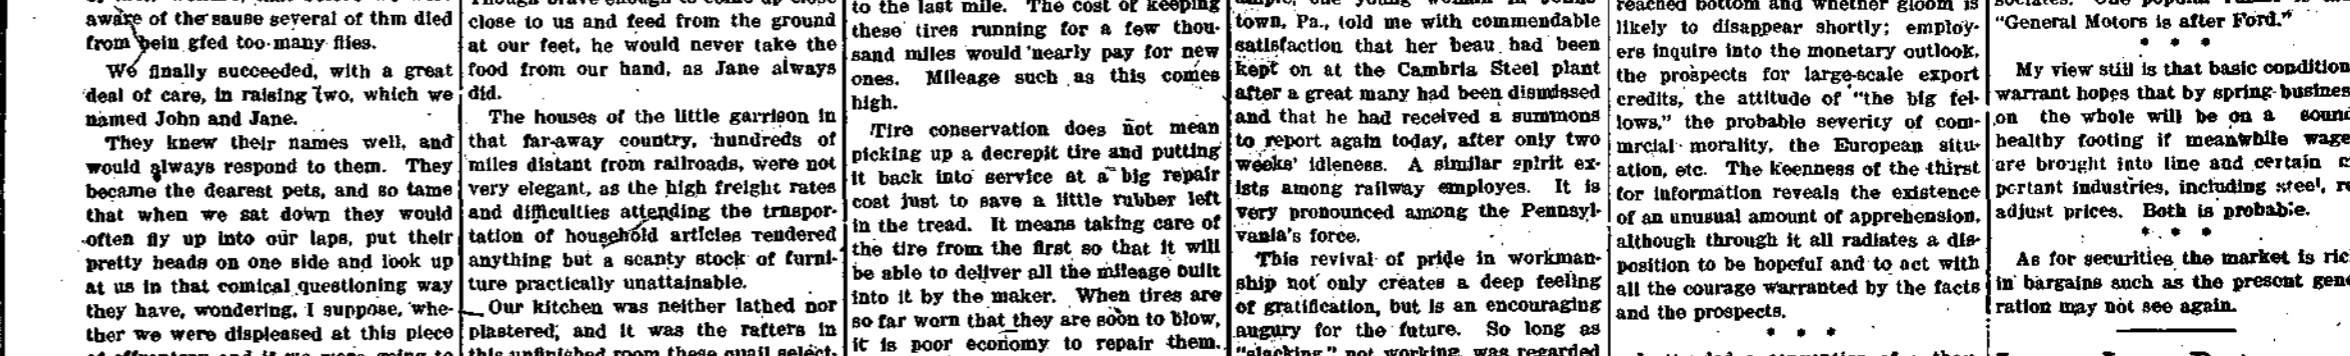 aware of the sause several of thm died
from bein gfed too many flies.
We finally succeeded, with a great
deal of care, in raising two, which we
named John and Jane.
They knew their names well, and
would always respond to them. They
became the dearest pets, and so tame
that when we sat down they would
often fly up into our laps, put their
pretty heads on one side and look up
at us in that comical questioning way
they have, wondering, I suppose, whe-
ther we were displeased at this piece
close to us and feed from the ground
at our feet, he would never take the
food from our hand, as Jane always
did.
The houses of the little garrison in
that far-away country, hundreds of
miles distant from railroads, were not
very elegant, as the high freight rates
and difficulties attending the trnspor-
tation of household articles rendered
anything but a scanty stock of furni-
ture practically unattainable.
Our kitchen was neither lathed nor
plastered, and it was the rafters in
this unfinished room these quail select-
to the last mile. The cost of keeping
these tires running for a few thou-
sand miles would nearly pay for new
ones. Mileage such as this comes
high.
Tire conservation does not mean
picking up a decrepit tire and putting
it back into service at a big repair
cost just to save a little rubber left
in the tread. It means taking care of
the tire from the first so that it will
be able to deliver all the mileage built
into it by the maker. When tires are
so far worn that they are soon to blow,
it is poor economy to repair them.
town, Pa., told me with commendable
satisfaction that her beau had been
kept on at the Cambria Steel plant
after a great many had been dismissed
and that he had received a summons
to report again today, after only two
weeks' idleness. A similar spirit ex-
ists among railway employes. It is
very pronounced among the Pennsyl-
vania's force.
This revival of pride in workman-
ship not only creates a deep feeling
of gratification, but is an encouraging
augury for the future. So long as
"slacking," not working, was regarded
reached bottom and whether gloom is
likely to disappear shortly; employ-
ers inquire into the monetary outlook,
the prospects for large-scale export
credits, the attitude of "the big fel-
lows," the probable severity of com-
mrcial morality, the European situ-
ation, etc. The keenness of the thirst
for information reveals the existence
of an unusual amount of apprehension,
although through it all radiates a dis-
position to be hopeful and to act with
all the courage warranted by the facts
and the prospects.
* * *
"General Motors is after Ford."
* * *
My view still is that basic condition
warrant hopes that by spring busines
on the whole will be on a sound
healthy footing if meanwhile wage
are brought into line and certain
portant industries, including steel, r
adjust prices. Both is probable.
* * *
As for securities, the market is ric
in bargains such as the present gene
ration may not see again.